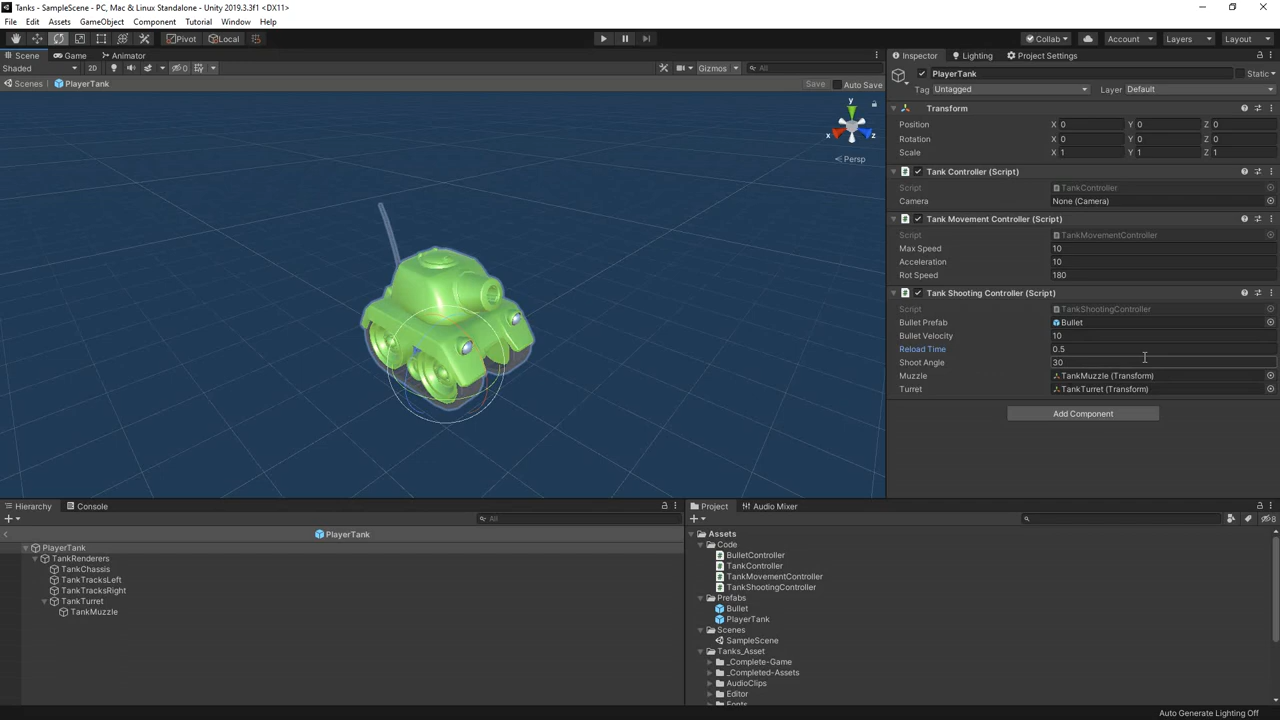 Tanks - SampleScene - PC, Mac & Linux Standalone - Unity 2019.3.3f1 <DX11>
File Edit Assets GameObject Component Tutorial Window Help
Pivot Local Collab Account Layers Layout
Scene Game Animator Inspector Lighting Project Settings
Shaded 2D 0 Gizmos All
PlayerTank Static
Scenes PlayerTank Save Auto Save
Tag Untagged Layer Default
y
x z
Persp
Transform
Position X 0 Y 0 Z 0
Rotation X 0 Y 0 Z 0
Scale X 1 Y 1 Z 1
Tank Controller (Script)
Script TankController
Camera None (Camera)
Tank Movement Controller (Script)
Script TankMovementController
Max Speed 10
Acceleration 10
Rot Speed 180
Tank Shooting Controller (Script)
Script TankShootingController
Bullet Prefab Bullet
Bullet Velocity 10
Reload Time 0.5
Shoot Angle 30
Muzzle TankMuzzle (Transform)
Turret TankTurret (Transform)
Add Component
Hierarchy Console
All
PlayerTank
PlayerTank
TankRenderers
TankChassis
TankTracksLeft
TankTracksRight
TankTurret
TankMuzzle
Project Audio Mixer
8
Assets
Code
BulletController
TankController
TankMovementController
TankShootingController
Prefabs
Bullet
PlayerTank
Scenes
SampleScene
Tanks_Asset
_Complete-Game
_Completed-Assets
AudioClips
Editor
Fonts
Auto Generate Lighting Off